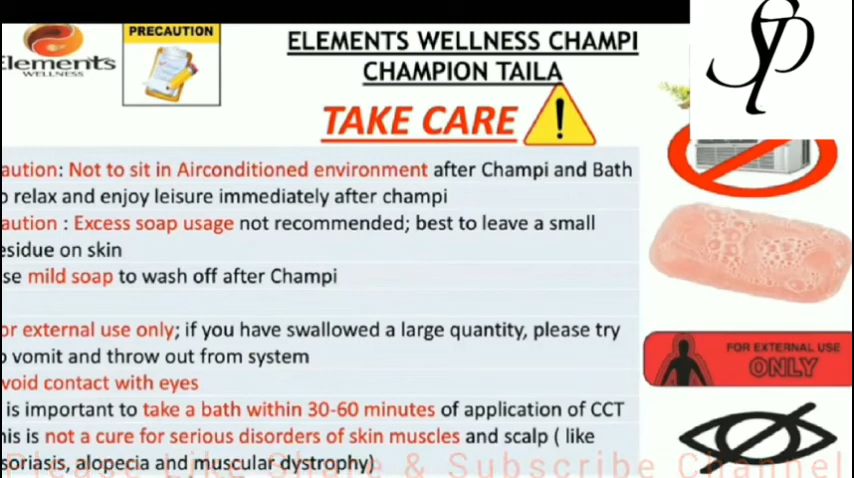 PRECAUTION
Elements
WELLNESS
ELEMENTS WELLNESS CHAMPI
CHAMPION TAILA
TAKE CARE
aution: Not to sit in Airconditioned environment after Champi and Bath
o relax and enjoy leisure immediately after champi
aution : Excess soap usage not recommended; best to leave a small
esidue on skin
se mild soap to wash off after Champi
or external use only; if you have swallowed a large quantity, please try
o vomit and throw out from system
void contact with eyes
is important to take a bath within 30-60 minutes of application of CCT
his is not a cure for serious disorders of skin muscles and scalp ( like
soriasis, alopecia and muscular dystrophy)
FOR EXTERNAL USE
ONLY
Please Like Share & Subscribe Channel